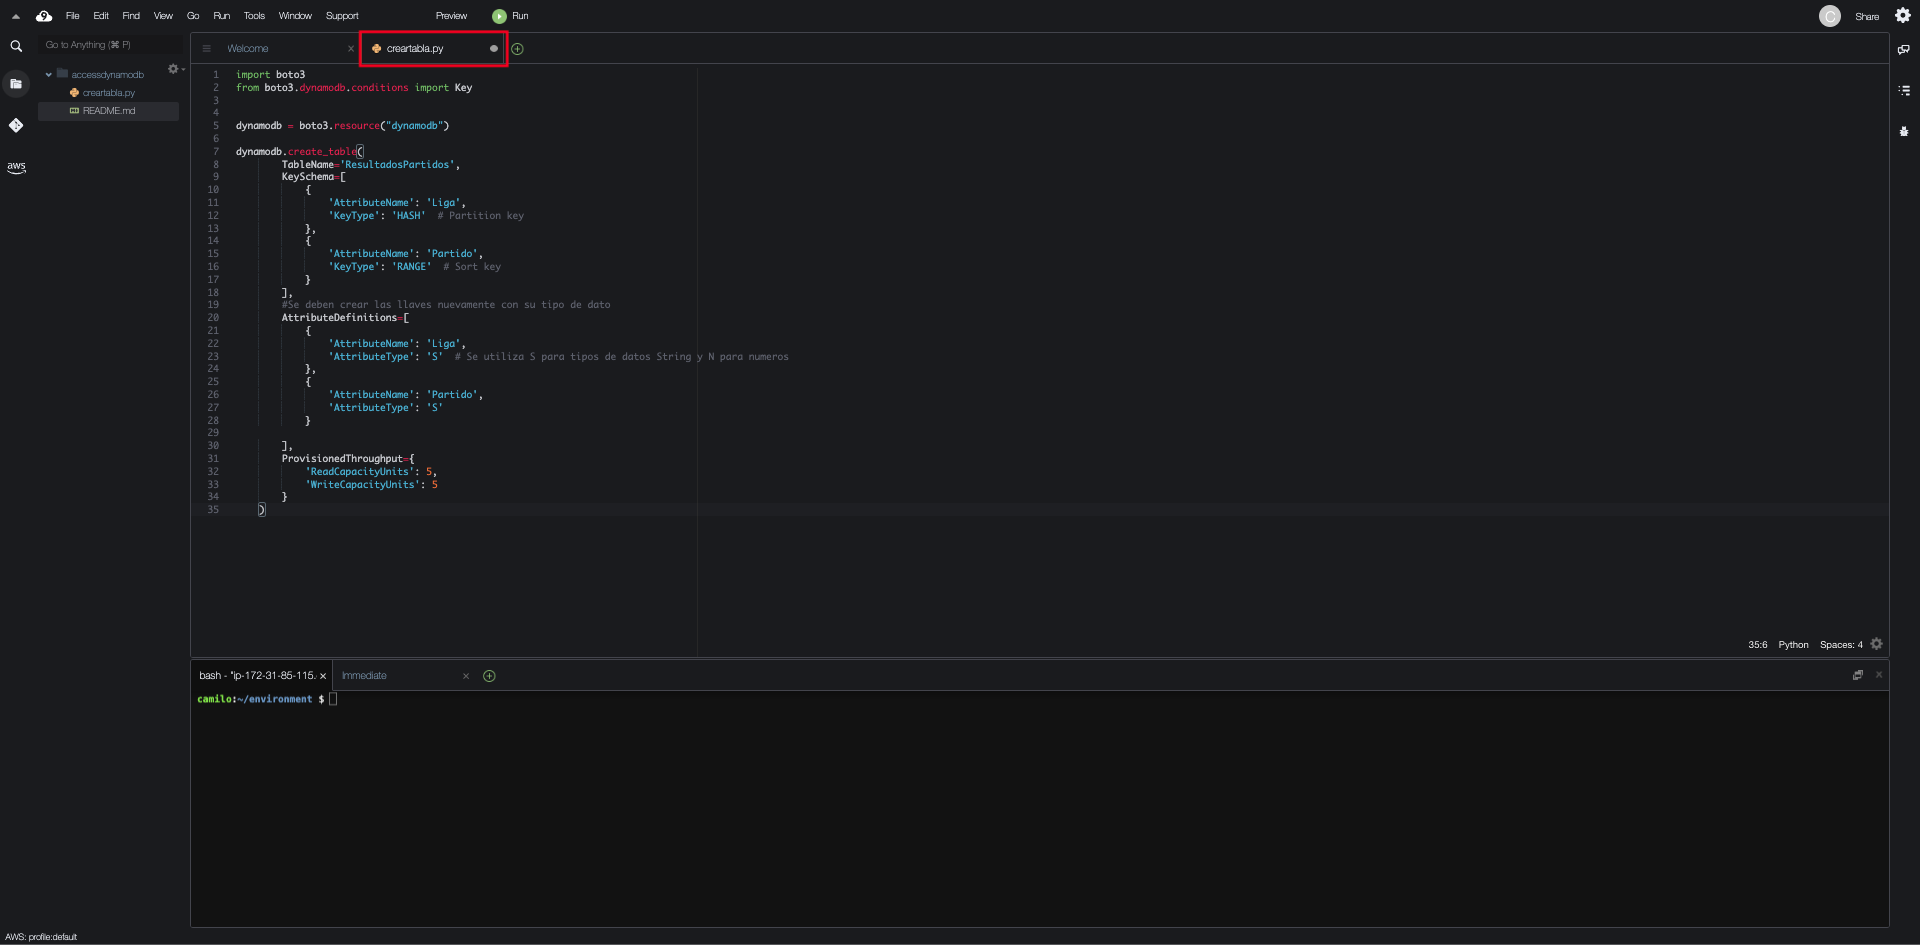 File Edit Find View Go Run Tools Window Support Preview Run Share
Go to Anything (⌘ P)
accessdynamodb
creartabla.py
README.md
aws
Welcome
creartabla.py
1 import boto3
2 from boto3.dynamodb.conditions import Key
3
4
5 dynamodb = boto3.resource("dynamodb")
6
7 dynamodb.create_table(
8 TableName='ResultadosPartidos',
9 KeySchema=[
10 {
11 'AttributeName': 'Liga',
12 'KeyType': 'HASH'  # Partition key
13 },
14 {
15 'AttributeName': 'Partido',
16 'KeyType': 'RANGE'  # Sort key
17 }
18 ],
19 #Se deben crear las llaves nuevamente con su tipo de dato
20 AttributeDefinitions=[
21 {
22 'AttributeName': 'Liga',
23 'AttributeType': 'S'  # Se utiliza S para tipos de datos String y N para numeros
24 },
25 {
26 'AttributeName': 'Partido',
27 'AttributeType': 'S'
28 }
29
30 ],
31 ProvisionedThroughput={
32 'ReadCapacityUnits': 5,
33 'WriteCapacityUnits': 5
34 }
35 )
35:6 Python Spaces: 4
bash - "ip-172-31-85-115. Immediate
camilo:~/environment $
AWS: profile:default